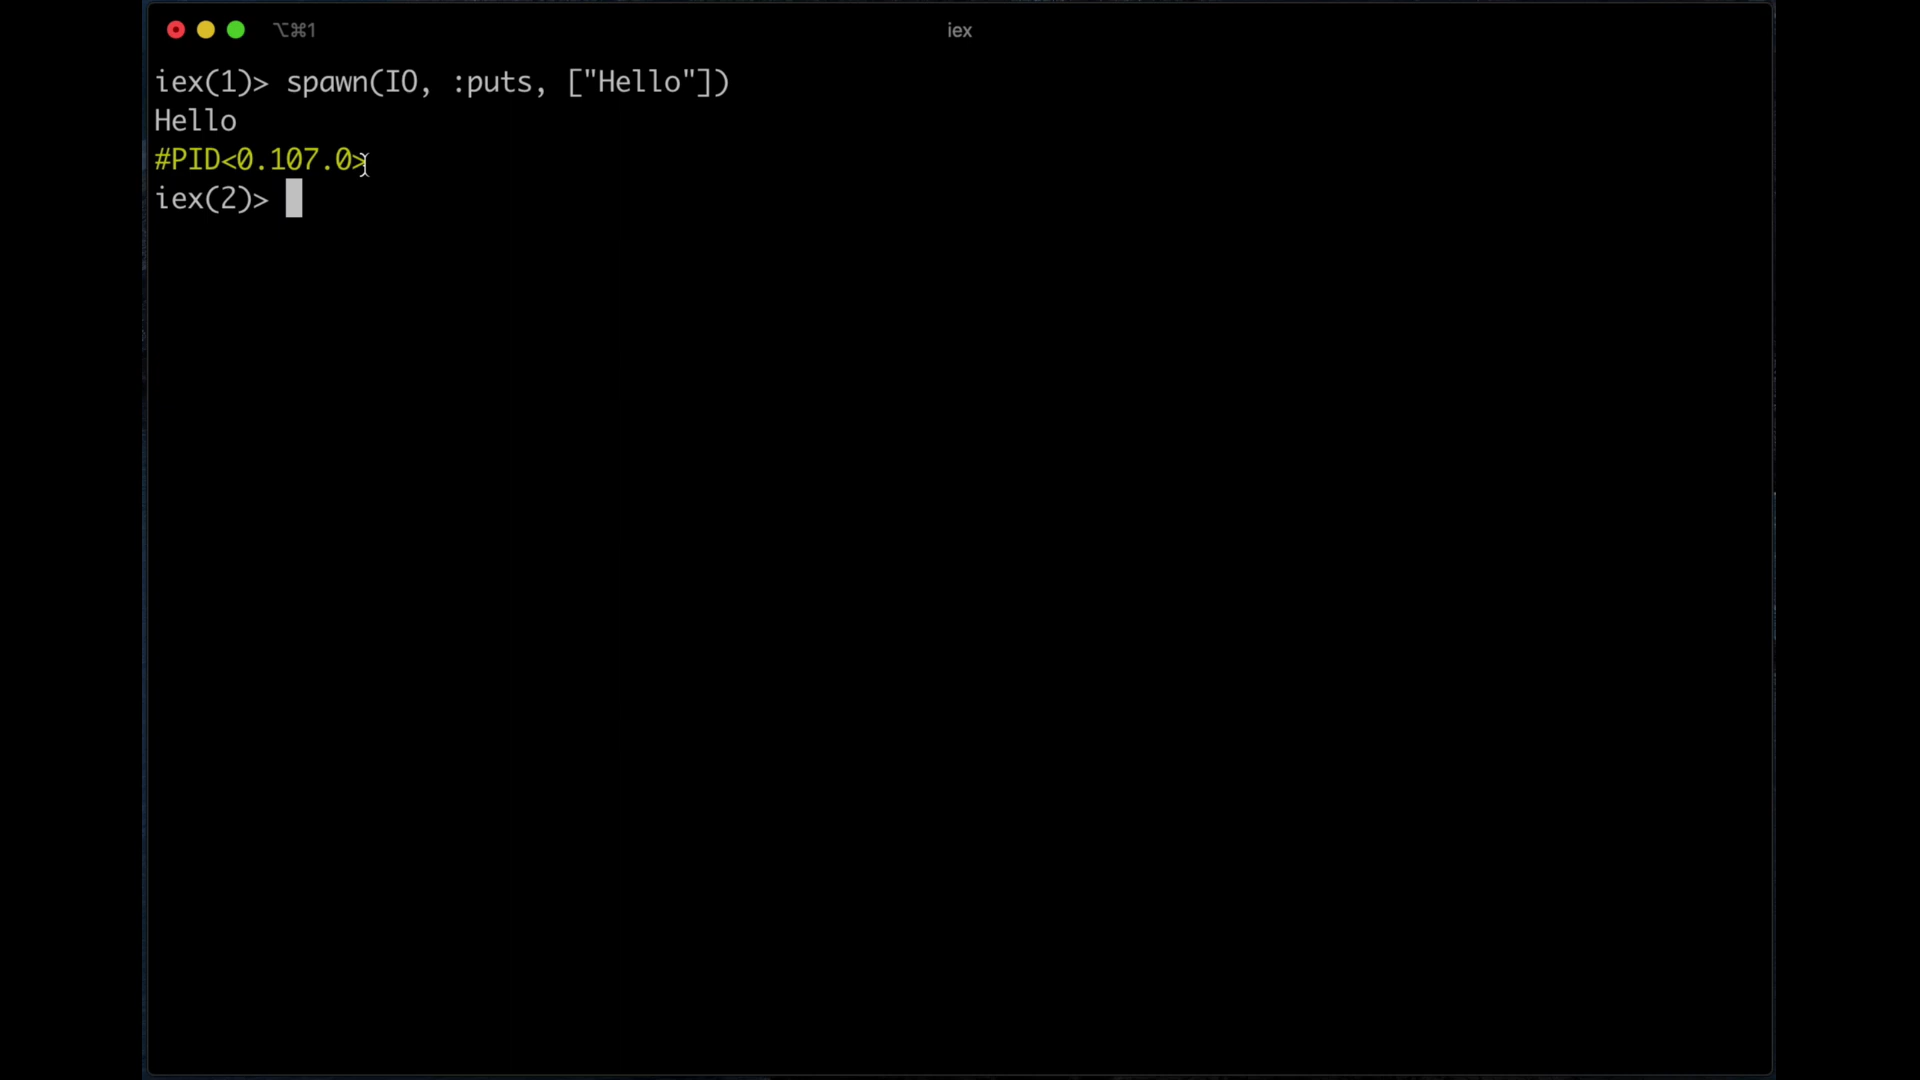 ⌥⌘1
iex
iex(1)> spawn(IO, :puts, ["Hello"])
Hello
#PID<0.107.0>
iex(2)>